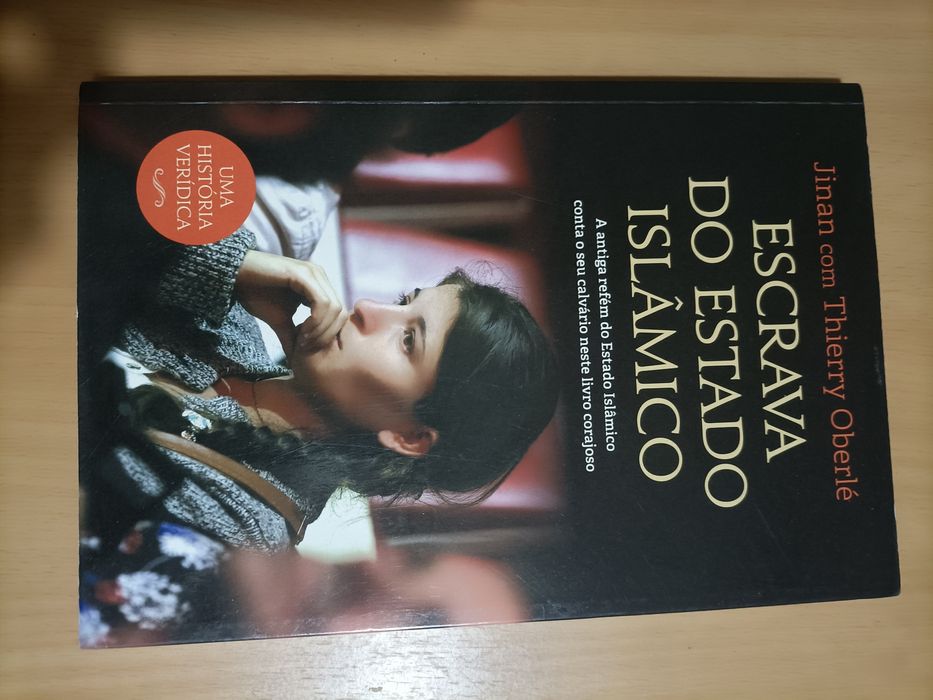 Jinan com Thierry Oberlé
ESCRAVA
DO ESTADO
ISLÂMICO
A antiga refém do Estado Islâmico
conta o seu calvário neste livro corajoso
UMA
HISTÓRIA
VERÍDICA